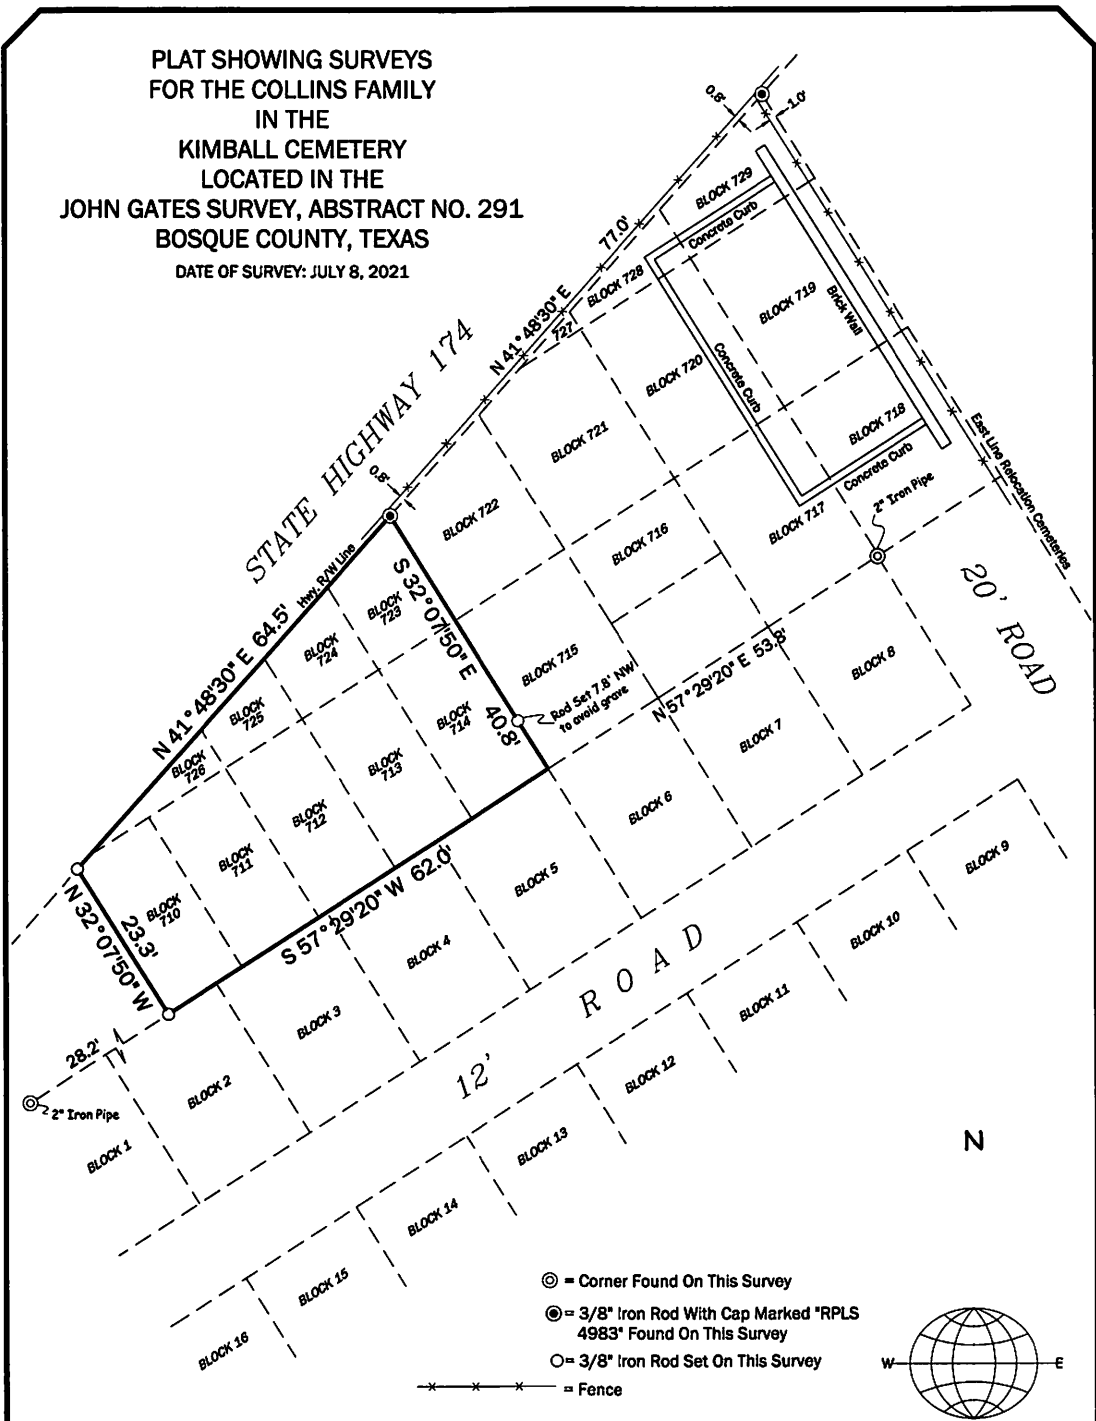 PLAT SHOWING SURVEYS
FOR THE COLLINS FAMILY
IN THE
KIMBALL CEMETERY
LOCATED IN THE
JOHN GATES SURVEY, ABSTRACT NO. 291
BOSQUE COUNTY, TEXAS
DATE OF SURVEY: JULY 8, 2021
0.8'
1.0'
BLOCK 729
Concrete Curb
77.0'
N 41° 48'30" E
BLOCK 728
727
BLOCK 719
Brick Wall
BLOCK 720
Concrete Curb
STATE HIGHWAY 174
BLOCK 721
BLOCK 718
Concrete Curb
East Line Relocation Cemeteries
0.8'
2" Iron Pipe
BLOCK 722
BLOCK 716
BLOCK 717
Hwy. R/W Line
N 41° 48'30" E 64.5'
S 32° 07'50" E
40.8'
BLOCK
723
BLOCK
724
BLOCK
725
BLOCK
726
BLOCK 715
Rod Set 7.8' NW
to avoid grave
N 57° 29'20" E 53.8'
20' ROAD
BLOCK 8
BLOCK
714
BLOCK
713
BLOCK
712
BLOCK
711
BLOCK
710
BLOCK 7
BLOCK 6
BLOCK 5
BLOCK 4
BLOCK 3
BLOCK 2
BLOCK 1
S 57° 29'20" W 62.0'
23.3'
N 32° 07'50" W
28.2'
2" Iron Pipe
12' ROAD
BLOCK 9
BLOCK 10
BLOCK 11
BLOCK 12
BLOCK 13
BLOCK 14
BLOCK 15
BLOCK 16
N
W
E
= Corner Found On This Survey
= 3/8" Iron Rod With Cap Marked "RPLS
4983" Found On This Survey
= 3/8" Iron Rod Set On This Survey
= Fence